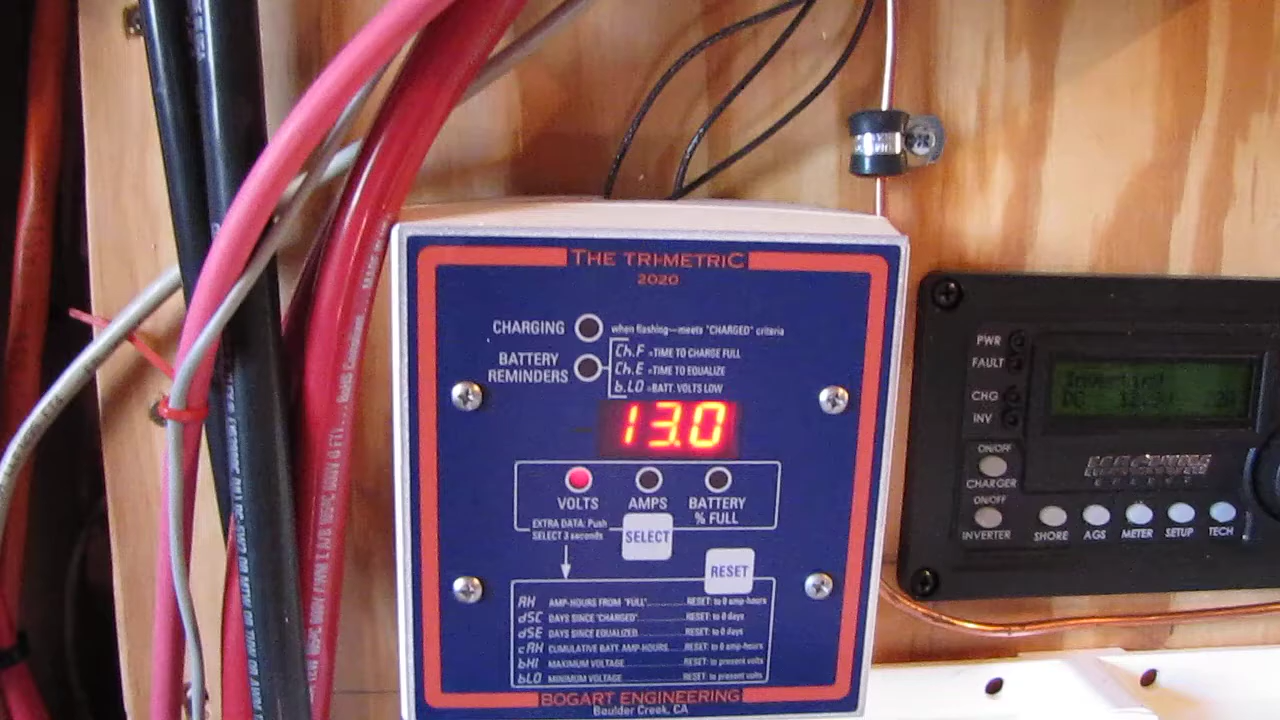 THE TRI-METRIC
2020
CHARGING
when flashing—meets "CHARGED" criteria
BATTERY
REMINDERS
Ch.F =TIME TO CHARGE FULL
Ch.E =TIME TO EQUALIZE
b.LO =BATT. VOLTS LOW
13.0
VOLTS
AMPS
BATTERY
% FULL
EXTRA DATA: Push
SELECT 3 seconds
SELECT
RESET
AH AMP-HOURS FROM "FULL" RESET: to 0 amp-hours
dSC DAYS SINCE "CHARGED" RESET: to 0 days
dSE DAYS SINCE EQUALIZED RESET: to 0 days
cAH CUMULATIVE BATT. AMP-HOURS RESET: to 0 amp-hours
bHI MAXIMUM VOLTAGE RESET: to present volts
bLO MINIMUM VOLTAGE RESET: to present volts
BOGART ENGINEERING
Boulder Creek, CA
PWR
FAULT
CHG
INV
Inverting
DC
ON/OFF
CHARGER
ON/OFF
INVERTER
SHORE
AGS
METER
SETUP
TECH